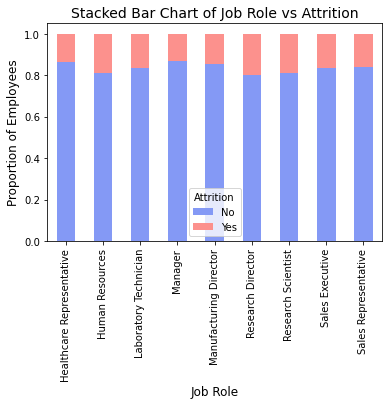 Stacked Bar Chart of Job Role vs Attrition
Proportion of Employees
1.0
0.8
0.6
0.4
0.2
0.0
Attrition
No
Yes
Healthcare Representative
Human Resources
Laboratory Technician
Manager
Manufacturing Director
Research Director
Research Scientist
Sales Executive
Sales Representative
Job Role